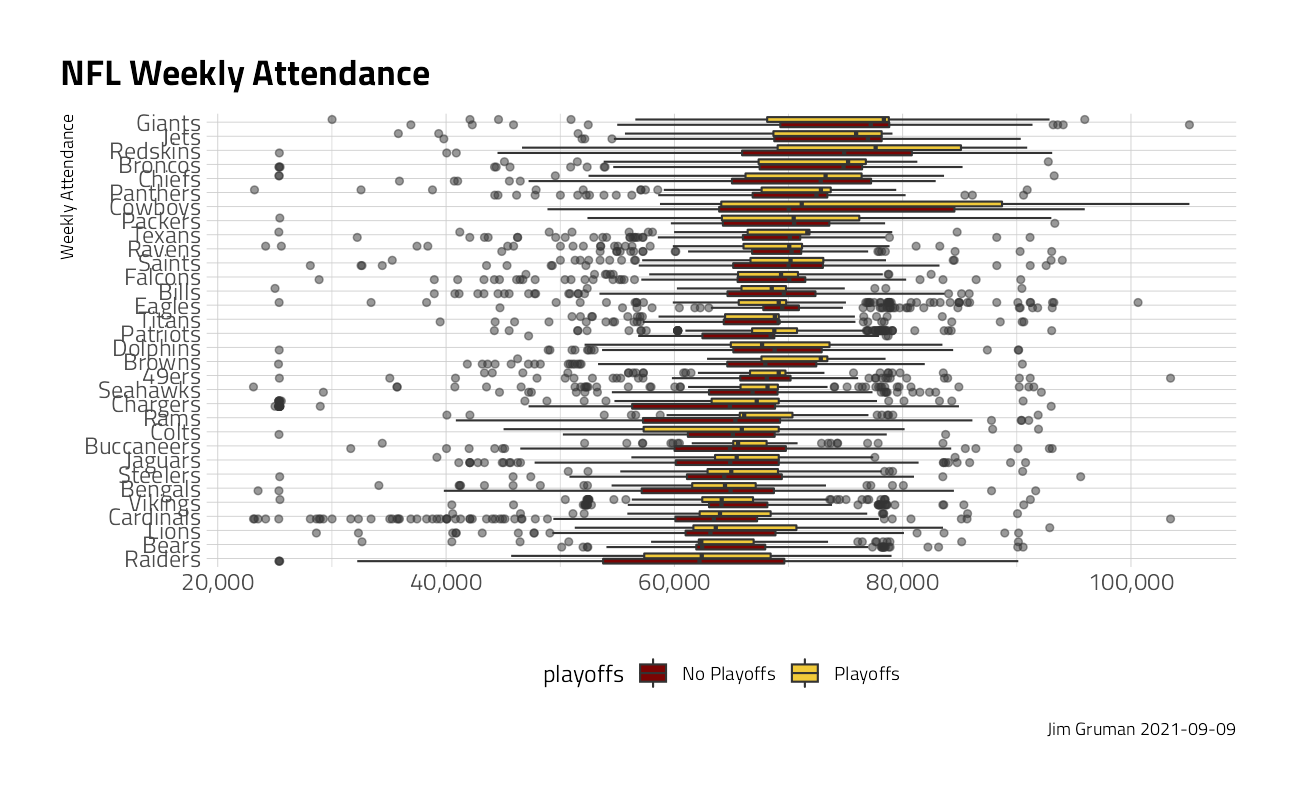 NFL Weekly Attendance
Weekly Attendance
Giants
Jets
Redskins
Broncos
Chiefs
Panthers
Cowboys
Packers
Texans
Ravens
Saints
Falcons
Bills
Eagles
Titans
Patriots
Dolphins
Browns
49ers
Seahawks
Chargers
Rams
Colts
Buccaneers
Jaguars
Steelers
Bengals
Vikings
Cardinals
Lions
Bears
Raiders
20,000 40,000 60,000 80,000 100,000
playoffs No Playoffs Playoffs
Jim Gruman 2021-09-09